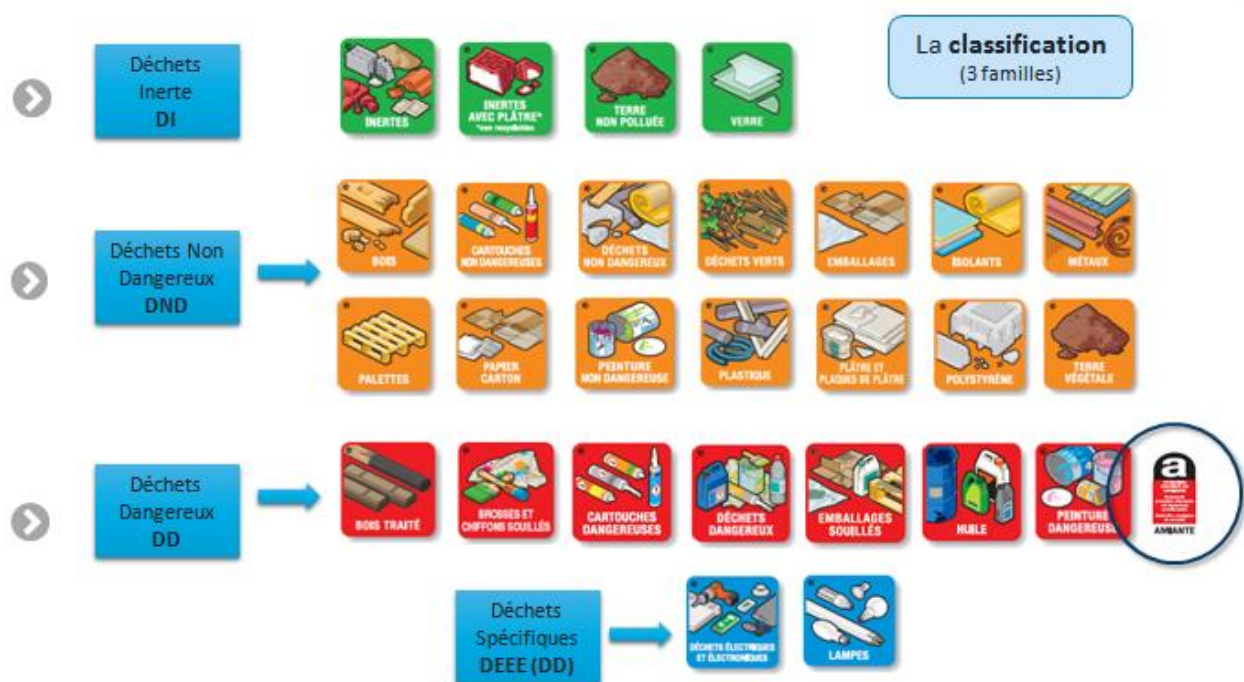 La classification
(3 familles)
Déchets
Inerte
DI
INERTES
INERTES
AVEC PLÂTRE*
*non recyclables
TERRE
NON POLLUÉE
VERRE
Déchets Non
Dangereux
DND
BOIS
CARTOUCHES
NON DANGEREUSES
DÉCHETS
NON DANGEREUX
DÉCHETS VERTS
EMBALLAGES
ISOLANTS
MÉTAUX
PALETTES
PAPIER
CARTON
PEINTURE
NON DANGEREUSE
PLASTIQUE
PLÂTRE ET
PLAQUES DE PLÂTRE
POLYSTYRÈNE
TERRE
VÉGÉTALE
Déchets
Dangereux
DD
BOIS TRAITÉ
BROSSES ET
CHIFFONS SOUILLÉS
CARTOUCHES
DANGEREUSES
DÉCHETS
DANGEREUX
EMBALLAGES
SOUILLÉS
HUILE
PEINTURE
DANGEREUSE
a
AMIANTE
Déchets
Spécifiques
DEEE (DD)
DÉCHETS ÉLECTRIQUES
ET ÉLECTRONIQUES
LAMPES